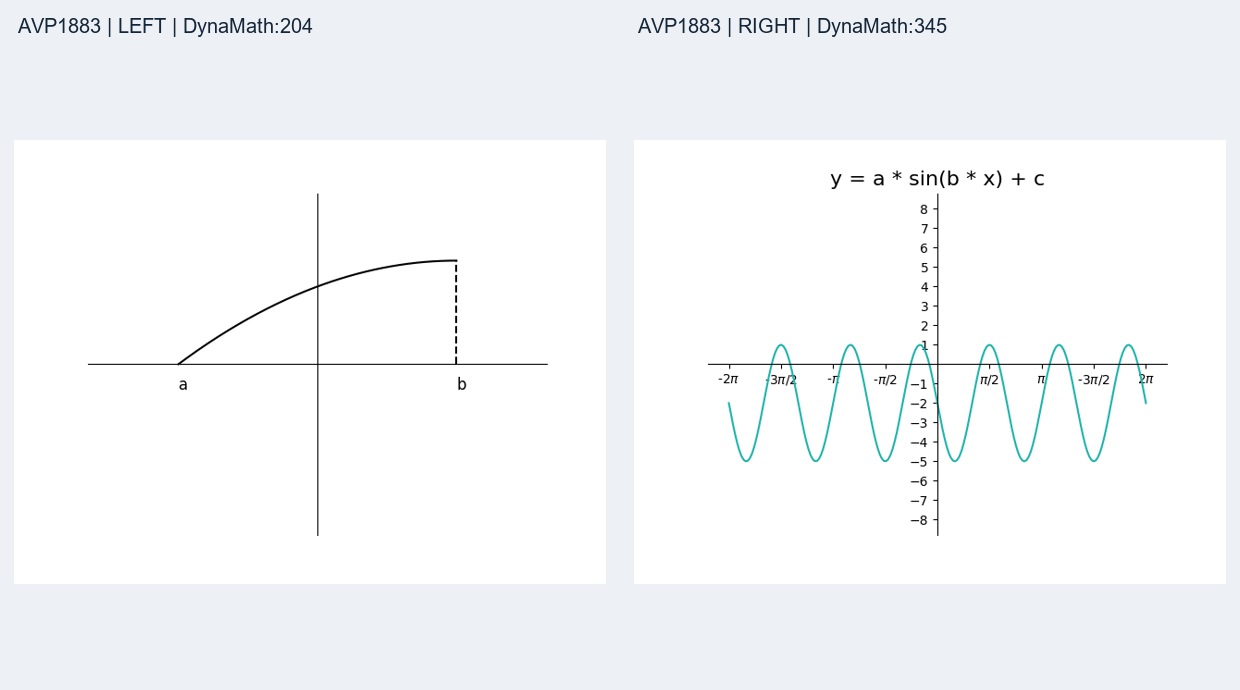 AVP1883 | LEFT | DynaMath:204
a
b
AVP1883 | RIGHT | DynaMath:345
y = a * sin(b * x) + c
8
7
6
5
4
3
2
1
-2π -3π/2 -π -π/2 π/2 π -3π/2 2π
−1
−2
−3
−4
−5
−6
−7
−8